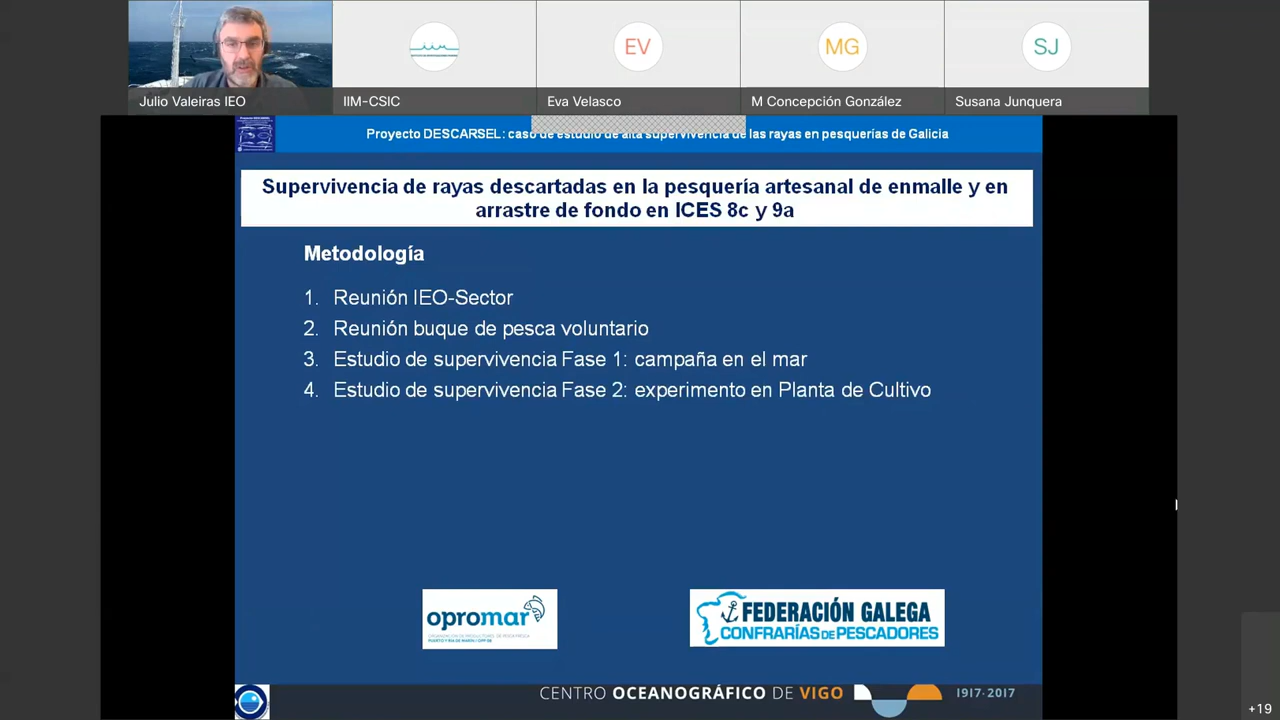 EV
MG
SJ
Julio Valeiras IEO
IIM-CSIC
Eva Velasco
M Concepción González
Susana Junquera
Proyecto DESCARSEL: caso de estudio de alta supervivencia de las rayas en pesquerías de Galicia
Supervivencia de rayas descartadas en la pesquería artesanal de enmalle y en
arrastre de fondo en ICES 8c y 9a
Metodología
1. Reunión IEO-Sector
2. Reunión buque de pesca voluntario
3. Estudio de supervivencia Fase 1: campaña en el mar
4. Estudio de supervivencia Fase 2: experimento en Planta de Cultivo
opromar
FEDERACIÓN GALEGA
CONFRARÍAS DE PESCADORES
CENTRO OCEANOGRÁFICO DE VIGO
1917·2017
+19